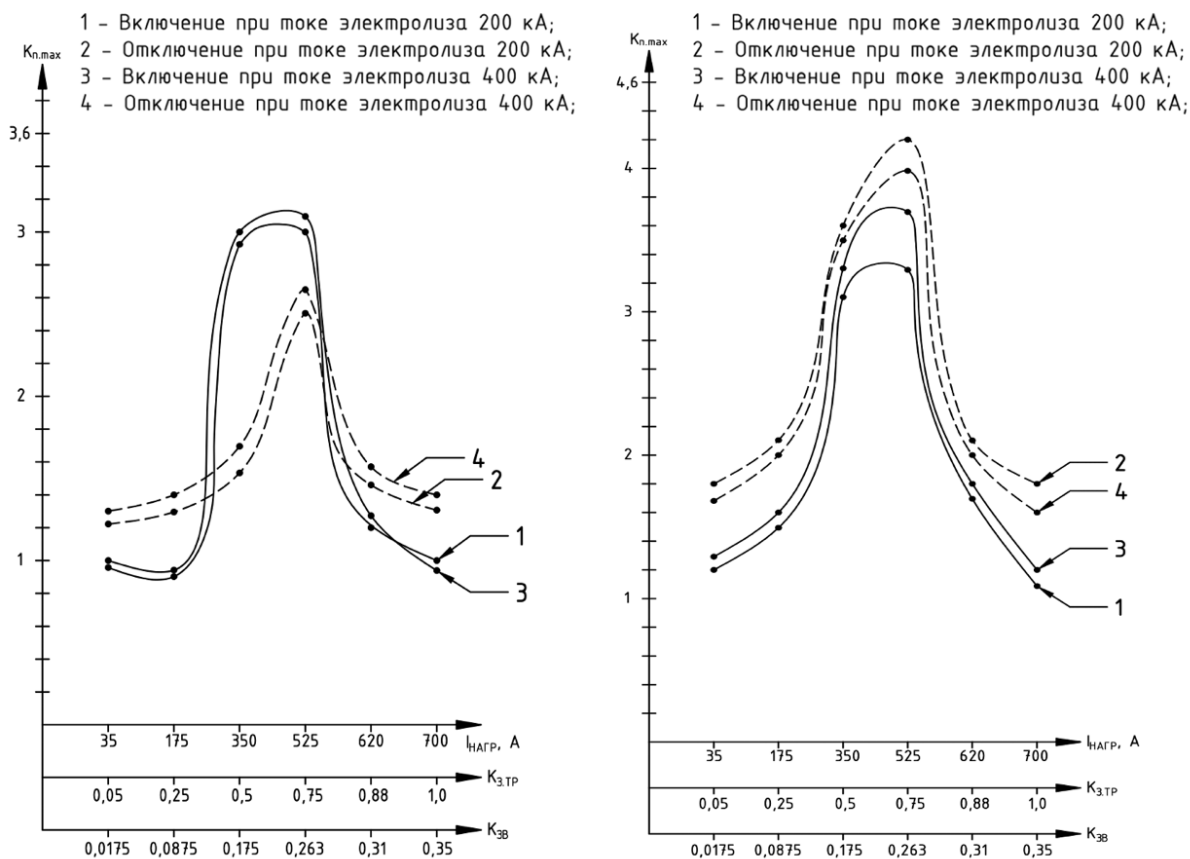 1 – Включение при токе электролиза 200 кА;
2 – Отключение при токе электролиза 200 кА;
3 – Включение при токе электролиза 400 кА;
4 – Отключение при токе электролиза 400 кА;
Kп.max
3,6
3
2
1
4
2
1
3
35 175 350 525 620 700 IНАГР, А
0,05 0,25 0,5 0,75 0,88 1,0 KЗ.ТР
0,0175 0,0875 0,175 0,263 0,31 0,35 KЗВ
1 – Включение при токе электролиза 200 кА;
2 – Отключение при токе электролиза 200 кА;
3 – Включение при токе электролиза 400 кА;
4 – Отключение при токе электролиза 400 кА;
Kп.max
4,6
4
3
2
1
2
4
3
1
35 175 350 525 620 700 IНАГР, А
0,05 0,25 0,5 0,75 0,88 1,0 KЗ.ТР
0,0175 0,0875 0,175 0,263 0,31 0,35 KЗВ